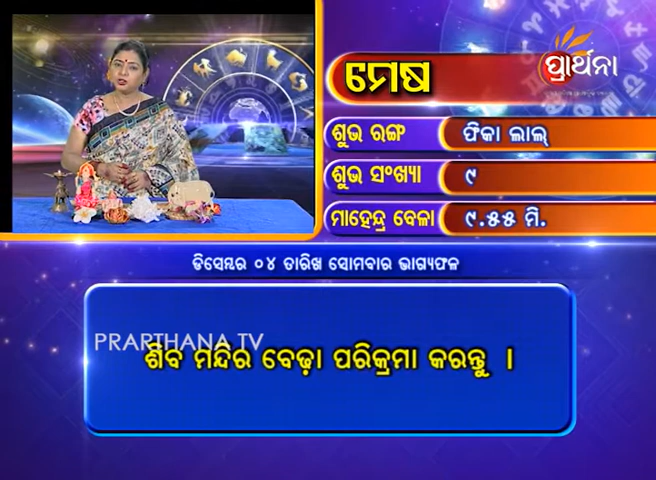 ମେଷ
ପ୍ରାର୍ଥନା
ଶୁଭ ରଙ୍ଗ
ଫିକା ଲାଲ୍
ଶୁଭ ସଂଖ୍ୟା
୯
ମାହେନ୍ଦ୍ର ବେଳା
୯.୫୫ ମି.
ଡିସେମ୍ବର ୦୪ ତାରିଖ ସୋମବାର ଭାଗ୍ୟଫଳ
PRARTHANA TV
ଶିବ ମନ୍ଦିର ବେଢ଼ା ପରିକ୍ରମା କରନ୍ତୁ ।